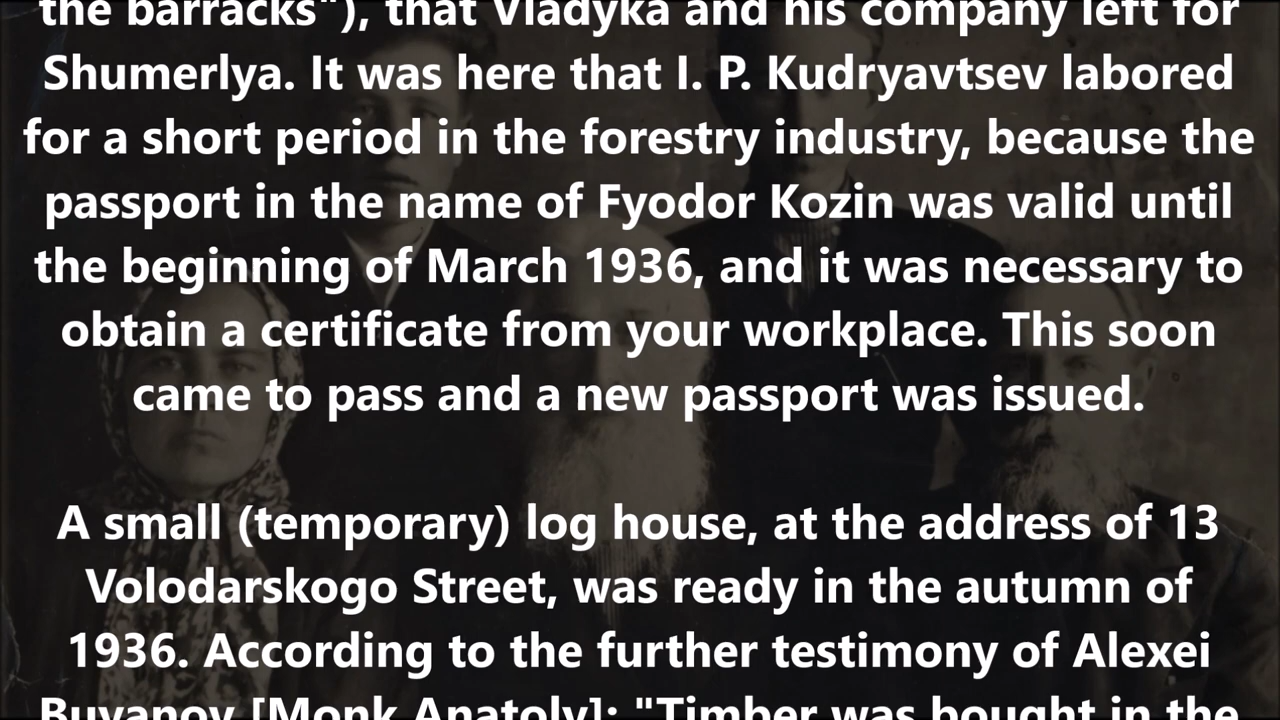 the barracks"), that Vladyka and his company left for
Shumerlya. It was here that I. P. Kudryavtsev labored
for a short period in the forestry industry, because the
passport in the name of Fyodor Kozin was valid until
the beginning of March 1936, and it was necessary to
obtain a certificate from your workplace. This soon
came to pass and a new passport was issued.
A small (temporary) log house, at the address of 13
Volodarskogo Street, was ready in the autumn of
1936. According to the further testimony of Alexei
Buyanov [Monk Anatoly]: "Timber was bought in the